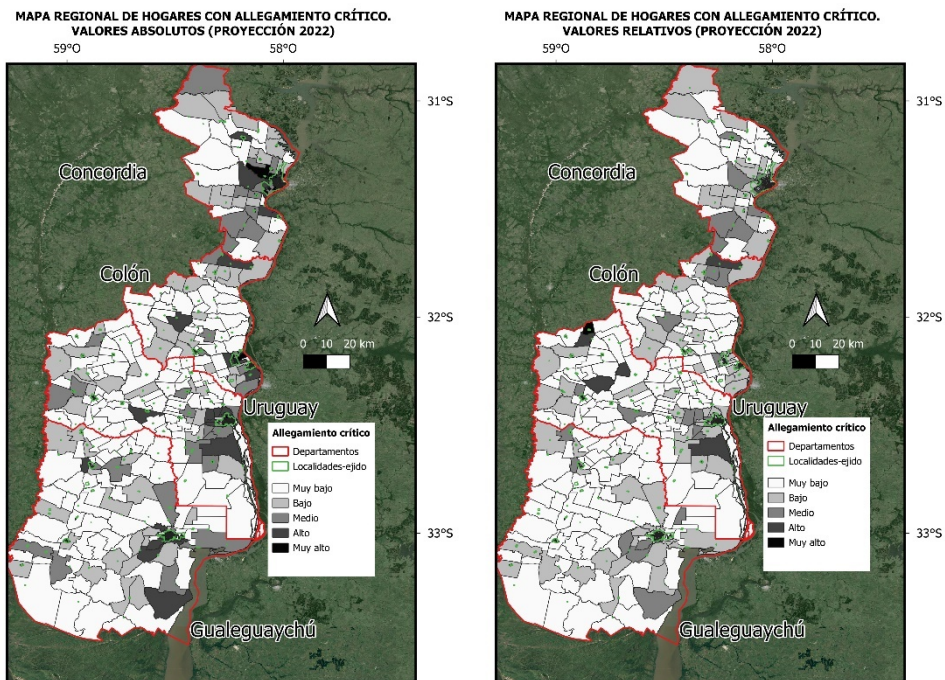 MAPA REGIONAL DE HOGARES CON ALLEGAMIENTO CRÍTICO.
VALORES ABSOLUTOS (PROYECCIÓN 2022)
59°O
58°O
31°S
Concordia
Colón
32°S
0 10 20 km
Uruguay
Allegamiento crítico
Departamentos
Localidades-ejido
Muy bajo
Bajo
Medio
Alto
Muy alto
33°S
Gualeguaychú
MAPA REGIONAL DE HOGARES CON ALLEGAMIENTO CRÍTICO.
VALORES RELATIVOS (PROYECCIÓN 2022)
59°O
58°O
31°S
Concordia
Colón
32°S
0 10 20 km
Uruguay
Allegamiento crítico
Departamentos
Localidades-ejido
Muy bajo
Bajo
Medio
Alto
Muy alto
33°S
Gualeguaychú